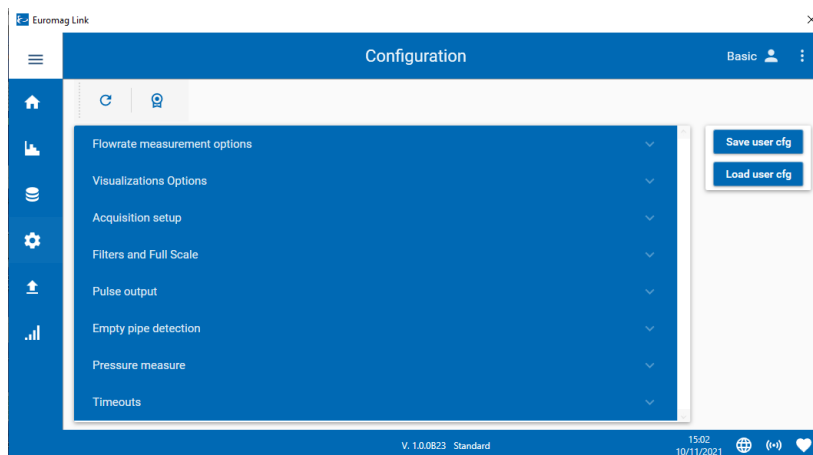 Euromag Link
Configuration
Basic
Flowrate measurement options
Visualizations Options
Acquisition setup
Filters and Full Scale
Pulse output
Empty pipe detection
Pressure measure
Timeouts
Save user cfg
Load user cfg
V. 1.0.0B23 Standard
15:02
10/11/2021